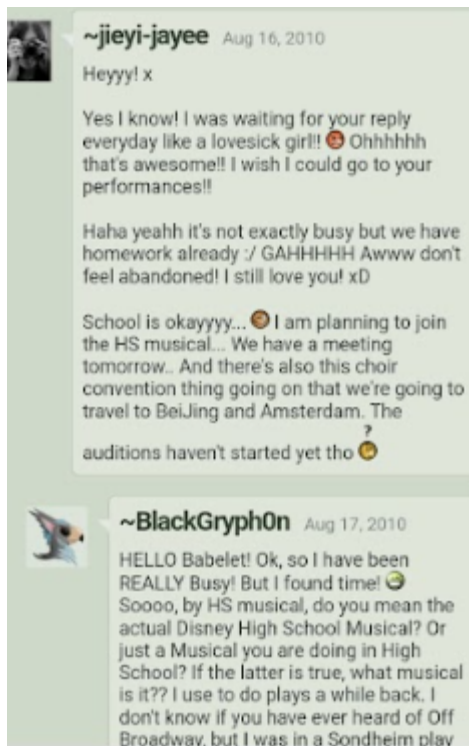 ~jieyi-jayee Aug 16, 2010
Heyyy! x
Yes I know! I was waiting for your reply
everyday like a lovesick girl!! Ohhhhhh
that's awesome!! I wish I could go to your
performances!!
Haha yeahh it's not exactly busy but we have
homework already :/ GAHHHHH Awww don't
feel abandoned! I still love you! xD
School is okayyyy... I am planning to join
the HS musical... We have a meeting
tomorrow.. And there's also this choir
convention thing going on that we're going to
travel to BeiJing and Amsterdam. The
?
auditions haven't started yet tho
~BlackGryph0n Aug 17, 2010
HELLO Babelet! Ok, so I have been
REALLY Busy! But I found time!
Soooo, by HS musical, do you mean the
actual Disney High School Musical? Or
just a Musical you are doing in High
School? If the latter is true, what musical
is it?? I use to do plays a while back. I
don't know if you have ever heard of Off
Broadway, but I was in a Sondheim play